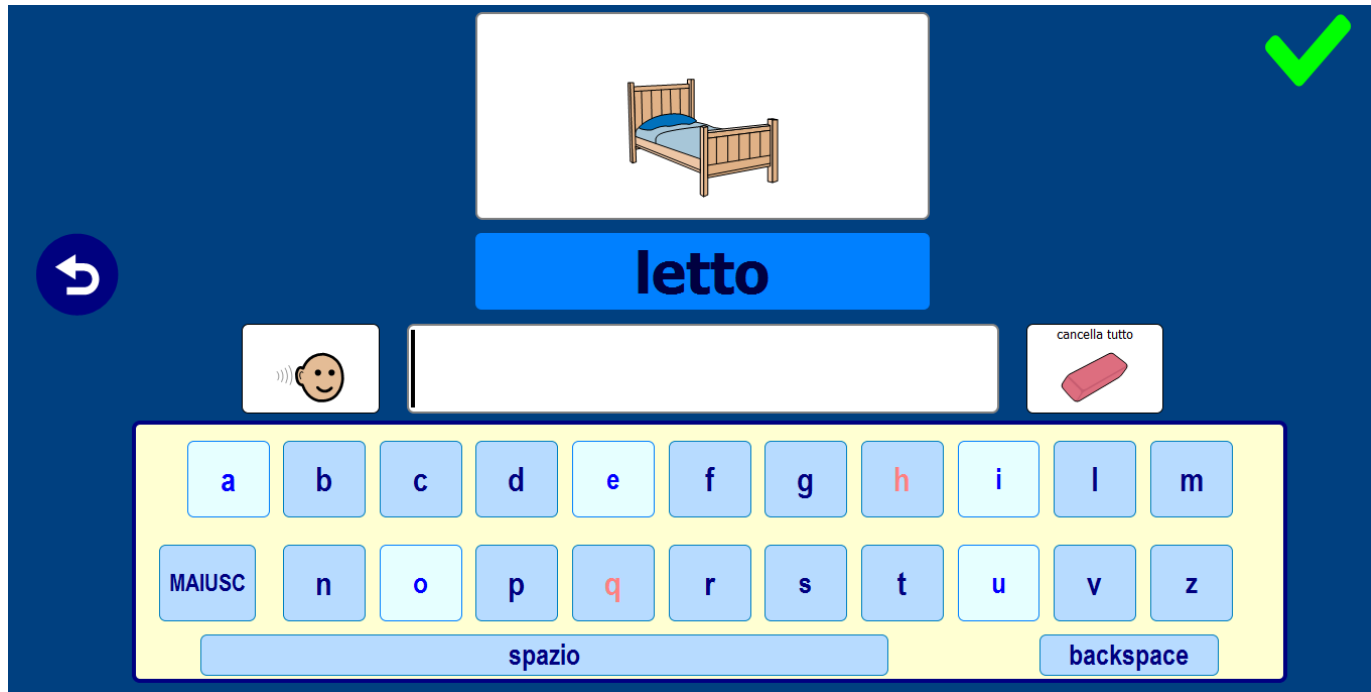 letto
cancella tutto
a b c d e f g h i l m
MAIUSC n o p q r s t u v z
spazio backspace